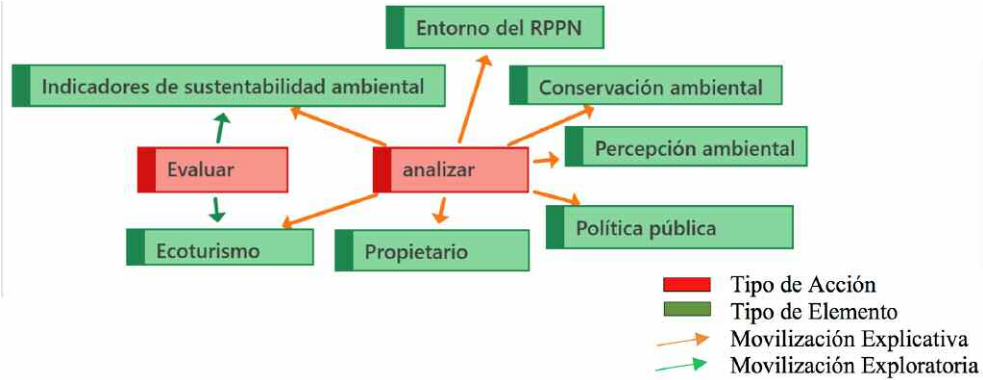 Entorno del RPPN
Indicadores de sustentabilidad ambiental
Conservación ambiental
Percepción ambiental
Evaluar
analizar
Política pública
Ecoturismo
Propietario
Tipo de Acción
Tipo de Elemento
Movilización Explicativa
Movilización Exploratoria